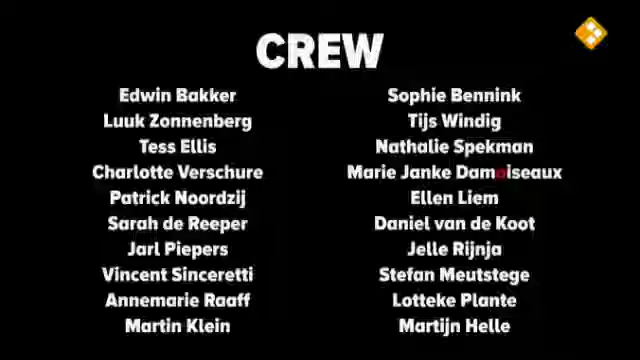 CREW
Edwin Bakker
Luuk Zonnenberg
Tess Ellis
Charlotte Verschure
Patrick Noordzij
Sarah de Reeper
Jarl Piepers
Vincent Sinceretti
Annemarie Raaff
Martin Klein
Sophie Bennink
Tijs Windig
Nathalie Spekman
Marie Janke Damoiseaux
Ellen Liem
Daniel van de Koot
Jelle Rijnja
Stefan Meutstege
Lotteke Plante
Martijn Helle